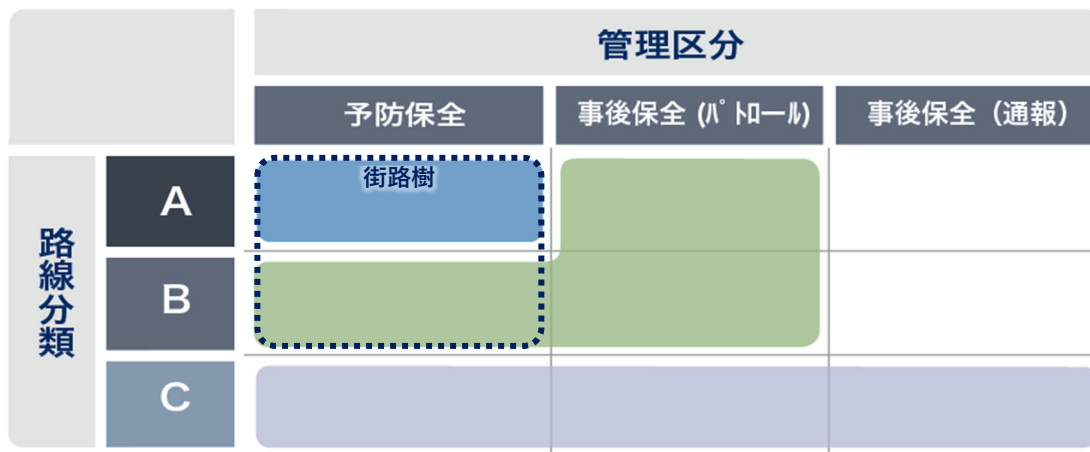 管理区分
予防保全
事後保全 (ﾊﾟﾄﾛｰﾙ)
事後保全（通報）
路線分類
A
街路樹
B
C